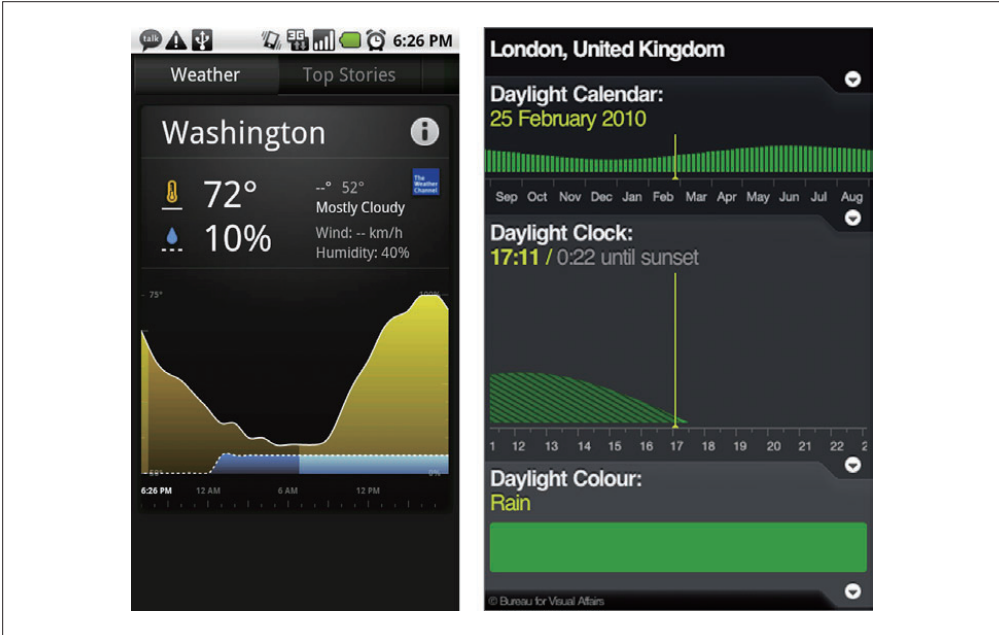 talk
3G
6:26 PM
Weather
Top Stories
Washington
i
72°
--° 52°
The Weather Channel
Mostly Cloudy
10%
Wind: -- km/h
Humidity: 40%
75°
100%
0%
6:26 PM 12 AM 6 AM 12 PM
London, United Kingdom
Daylight Calendar:
25 February 2010
Sep Oct Nov Dec Jan Feb Mar Apr May Jun Jul Aug
Daylight Clock:
17:11 / 0:22 until sunset
1 12 13 14 15 16 17 18 19 20 21 22 2
Daylight Colour:
Rain
© Bureau for Visual Affairs